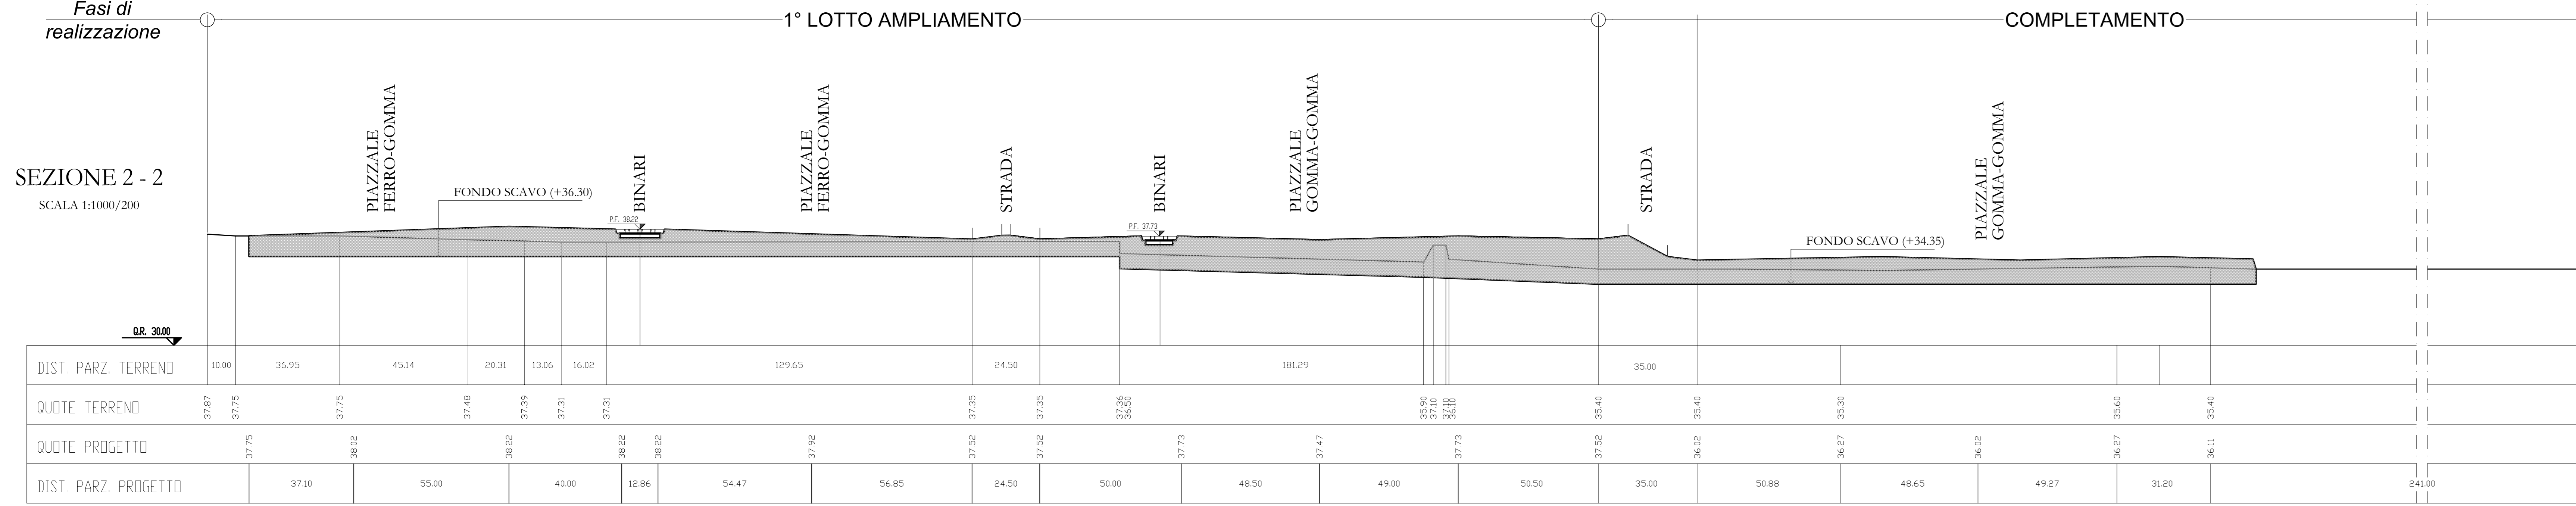 Fasi di
realizzazione
1° LOTTO AMPLIAMENTO
COMPLETAMENTO
SEZIONE 2 - 2
SCALA 1:1000/200
PIAZZALE
FERRO-GOMMA
FONDO SCAVO (+36.30)
BINARI
P.F. 38.22
PIAZZALE
FERRO-GOMMA
STRADA
BINARI
P.F. 37.73
PIAZZALE
GOMMA-GOMMA
STRADA
FONDO SCAVO (+34.35)
PIAZZALE
GOMMA-GOMMA
Q.R. 30.00
DIST. PARZ. TERRENO 10.00 36.95 45.14 20.31 13.06 16.02 129.65 24.50 181.29 35.00
QUOTE TERRENO 37.87 37.75 37.75 37.48 37.39 37.31 37.31 37.35 37.35 37.36 36.50 35.90 37.10 37.10 36.10 35.40 35.40 35.30 35.60 35.40
QUOTE PROGETTO 37.75 38.02 38.22 38.22 38.22 37.92 37.52 37.52 37.73 37.47 37.73 37.52 36.02 36.27 36.02 36.27 36.11
DIST. PARZ. PROGETTO 37.10 55.00 40.00 12.86 54.47 56.85 24.50 50.00 48.50 49.00 50.50 35.00 50.88 48.65 49.27 31.20 241.00